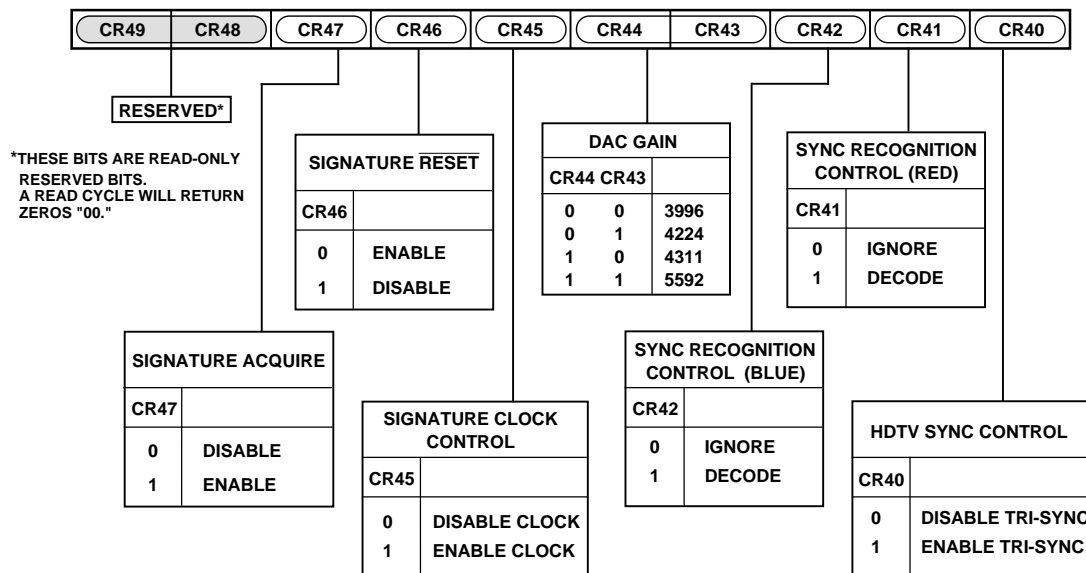 CR49 CR48 CR47 CR46 CR45 CR44 CR43 CR42 CR41 CR40
RESERVED*
*THESE BITS ARE READ-ONLY
RESERVED BITS.
A READ CYCLE WILL RETURN
ZEROS "00."
SIGNATURE RESET
CR46
0 ENABLE
1 DISABLE
DAC GAIN
CR44 CR43
0 0 3996
0 1 4224
1 0 4311
1 1 5592
SYNC RECOGNITION
CONTROL (RED)
CR41
0 IGNORE
1 DECODE
SIGNATURE ACQUIRE
CR47
0 DISABLE
1 ENABLE
SIGNATURE CLOCK
CONTROL
CR45
0 DISABLE CLOCK
1 ENABLE CLOCK
SYNC RECOGNITION
CONTROL (BLUE)
CR42
0 IGNORE
1 DECODE
HDTV SYNC CONTROL
CR40
0 DISABLE TRI-SYNC
1 ENABLE TRI-SYNC